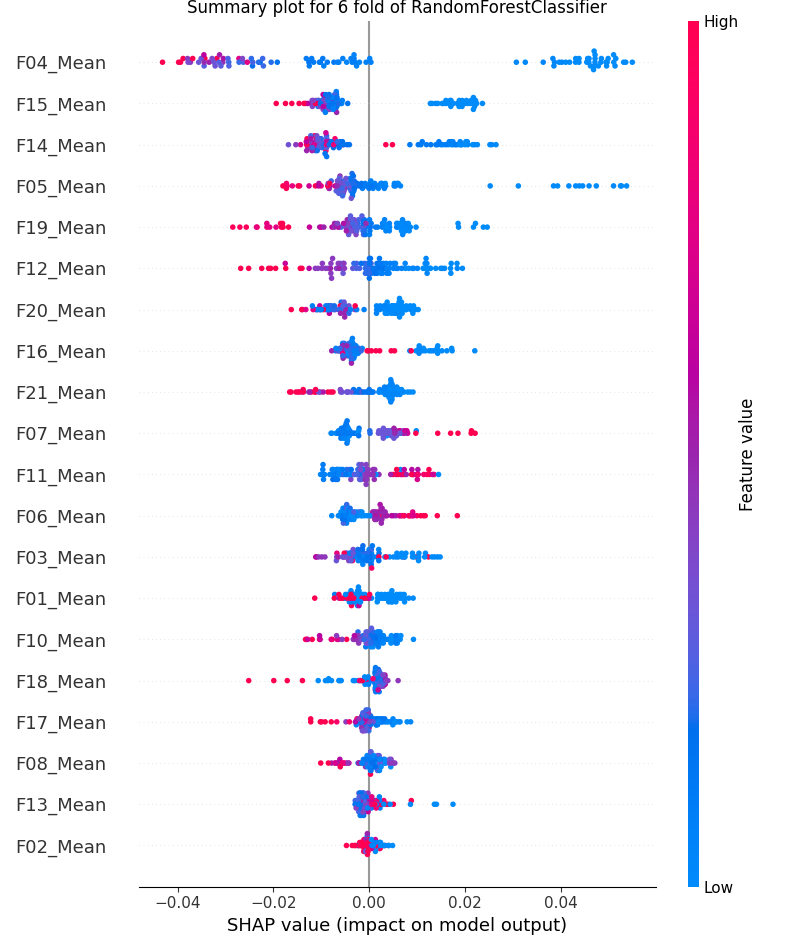 Summary plot for 6 fold of RandomForestClassifier
High
F04_Mean
F15_Mean
F14_Mean
F05_Mean
F19_Mean
F12_Mean
F20_Mean
F16_Mean
F21_Mean
F07_Mean
F11_Mean
F06_Mean
F03_Mean
F01_Mean
F10_Mean
F18_Mean
F17_Mean
F08_Mean
F13_Mean
F02_Mean
Feature value
Low
−0.04 −0.02 0.00 0.02 0.04
SHAP value (impact on model output)